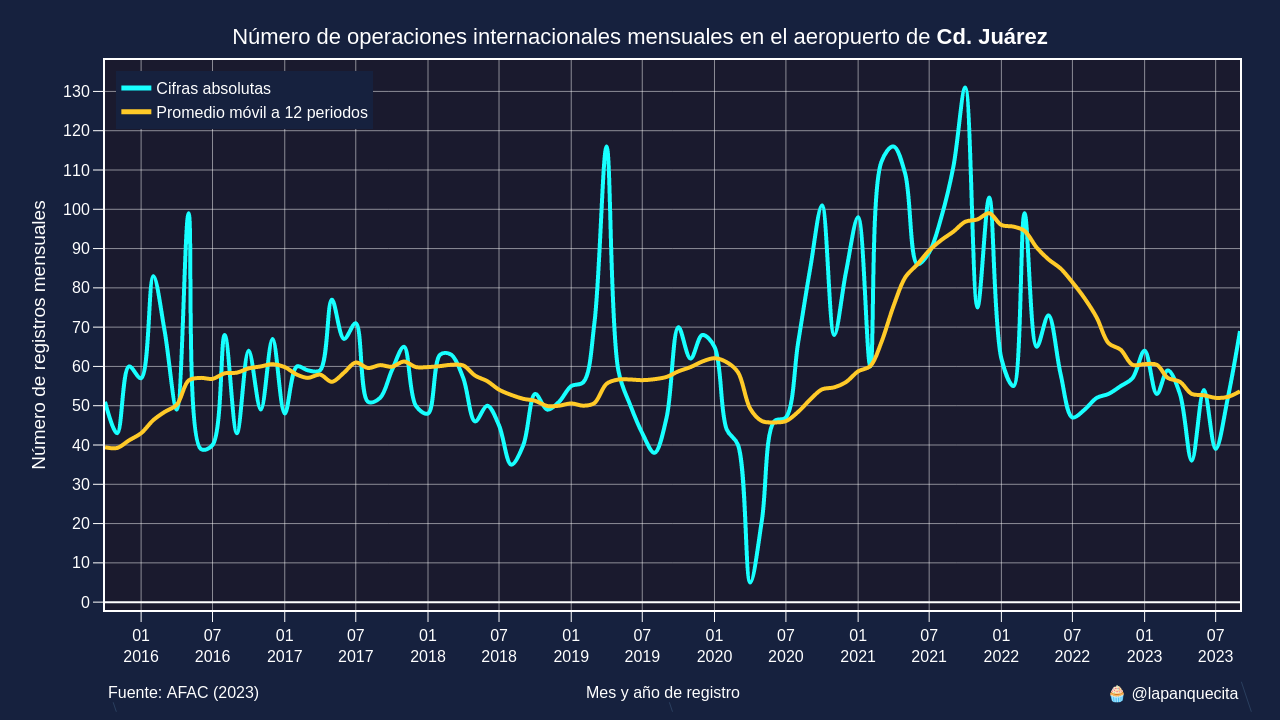 Número de operaciones internacionales mensuales en el aeropuerto de Cd. Juárez
Cifras absolutas
Promedio móvil a 12 periodos
Número de registros mensuales
130
120
110
100
90
80
70
60
50
40
30
20
10
0
01 07 01 07 01 07 01 07 01 07 01 07 01 07 01 07
2016 2016 2017 2017 2018 2018 2019 2019 2020 2020 2021 2021 2022 2022 2023 2023
Fuente: AFAC (2023)
Mes y año de registro
🧁 @lapanquecita